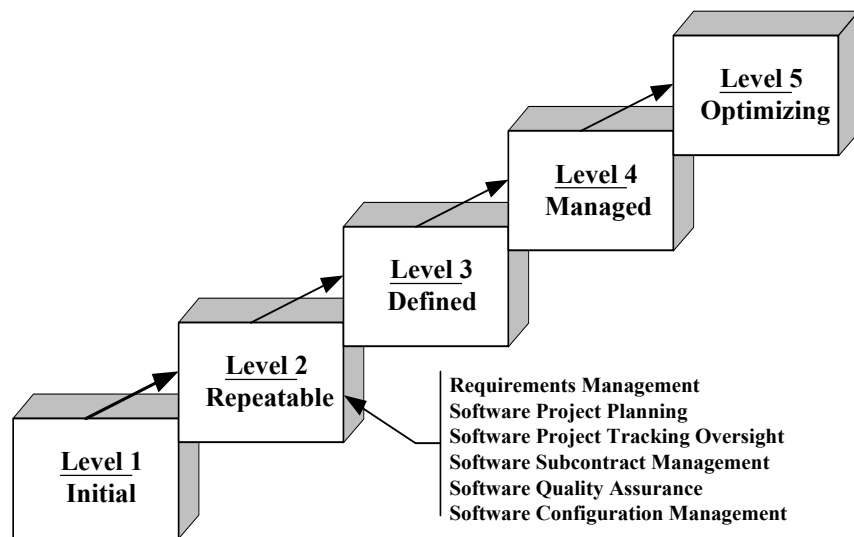 Level 5
Optimizing
Level 4
Managed
Level 3
Defined
Level 2
Repeatable
Level 1
Initial
Requirements Management
Software Project Planning
Software Project Tracking Oversight
Software Subcontract Management
Software Quality Assurance
Software Configuration Management